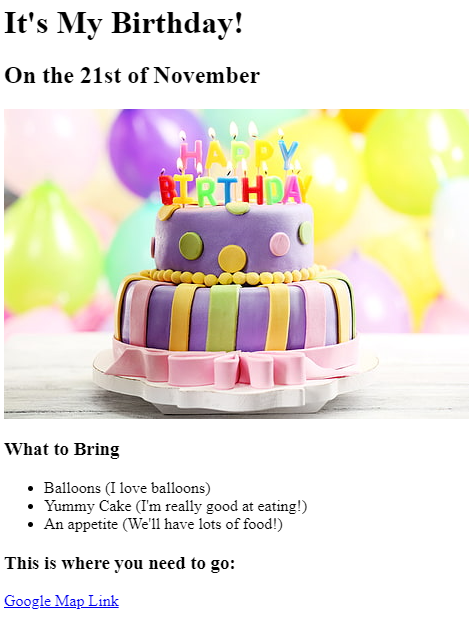 It's My Birthday!
On the 21st of November
HAPPY
BIRTHDAY
What to Bring
Balloons (I love balloons)
Yummy Cake (I'm really good at eating!)
An appetite (We'll have lots of food!)
This is where you need to go:
Google Map Link